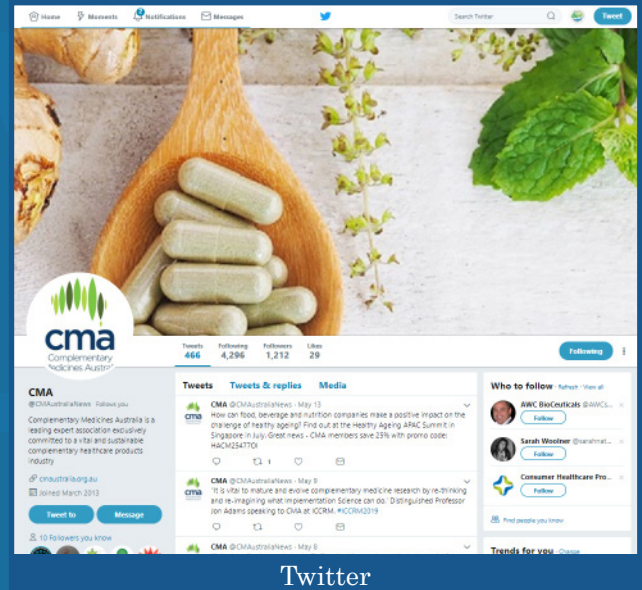 Home Moments 2 Notifications Messages Search Twitter Tweet
cma
Complementary
Medicines Austra
Tweets Following Followers Likes
466 4,296 1,212 29
Following
CMA
@CMAustraliaNews Follows you
Complementary Medicines Australia is a
leading expert association exclusively
committed to a vital and sustainable
complementary healthcare products
industry
cmaustralia.org.au
Joined March 2013
Tweet to Message
10 Followers you know
Tweets Tweets & replies Media
CMA @CMAustraliaNews · May 13
How can food, beverage and nutrition companies make a positive impact on the
challenge of healthy ageing? Find out at the Healthy Ageing APAC Summit in
Singapore in July. Great news - CMA members save 25% with promo code:
1
CMA @CMAustraliaNews · May 9
"It is vital to mature and evolve complementary medicine research by re-thinking
and re-imagining what Implementation Science can do." Distinguished Professor
Jon Adams speaking to CMA at ICCRM. #ICCRM2019
CMA @CMAustraliaNews · May 8
Who to follow · Refresh · View all
AWC BioCeuticals @AWC...
Follow
Sarah Woolner @sarahnat...
Follow
Consumer Healthcare Pro...
Follow
Find people you know
Trends for you · Change
Twitter